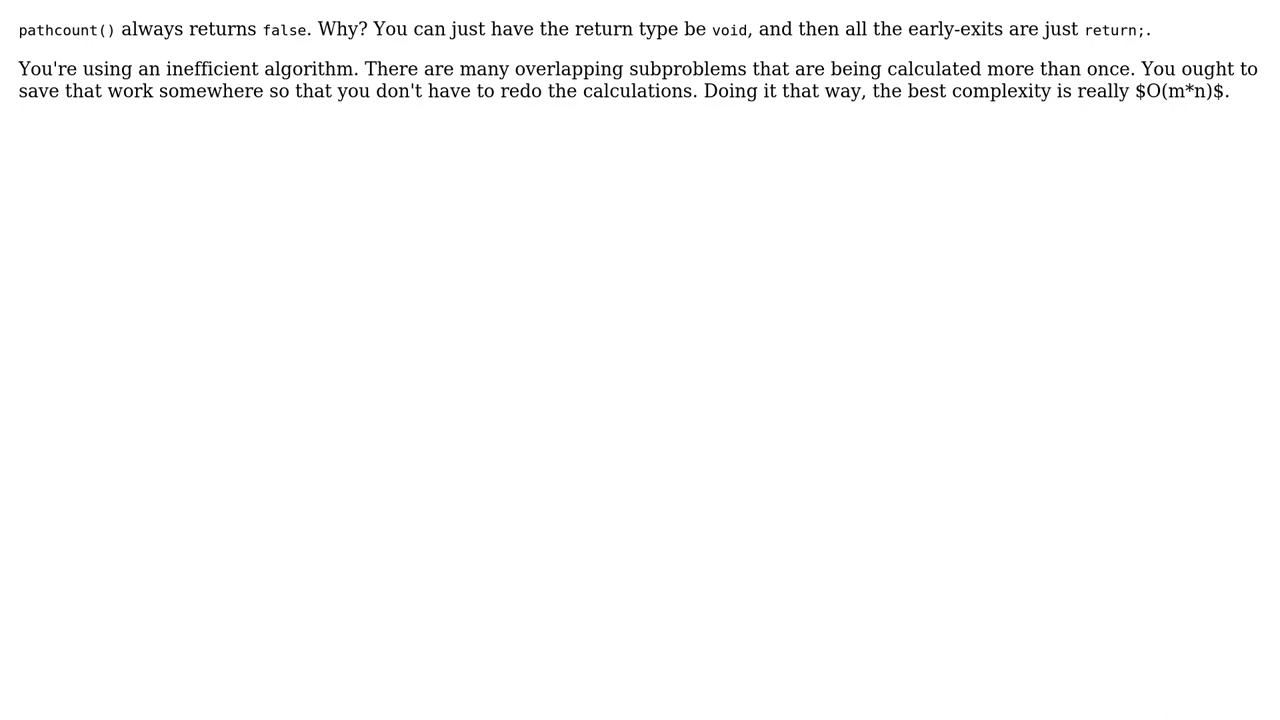 pathcount() always returns false. Why? You can just have the return type be void, and then all the early-exits are just return;.
You're using an inefficient algorithm. There are many overlapping subproblems that are being calculated more than once. You ought to
save that work somewhere so that you don't have to redo the calculations. Doing it that way, the best complexity is really $O(m*n)$.